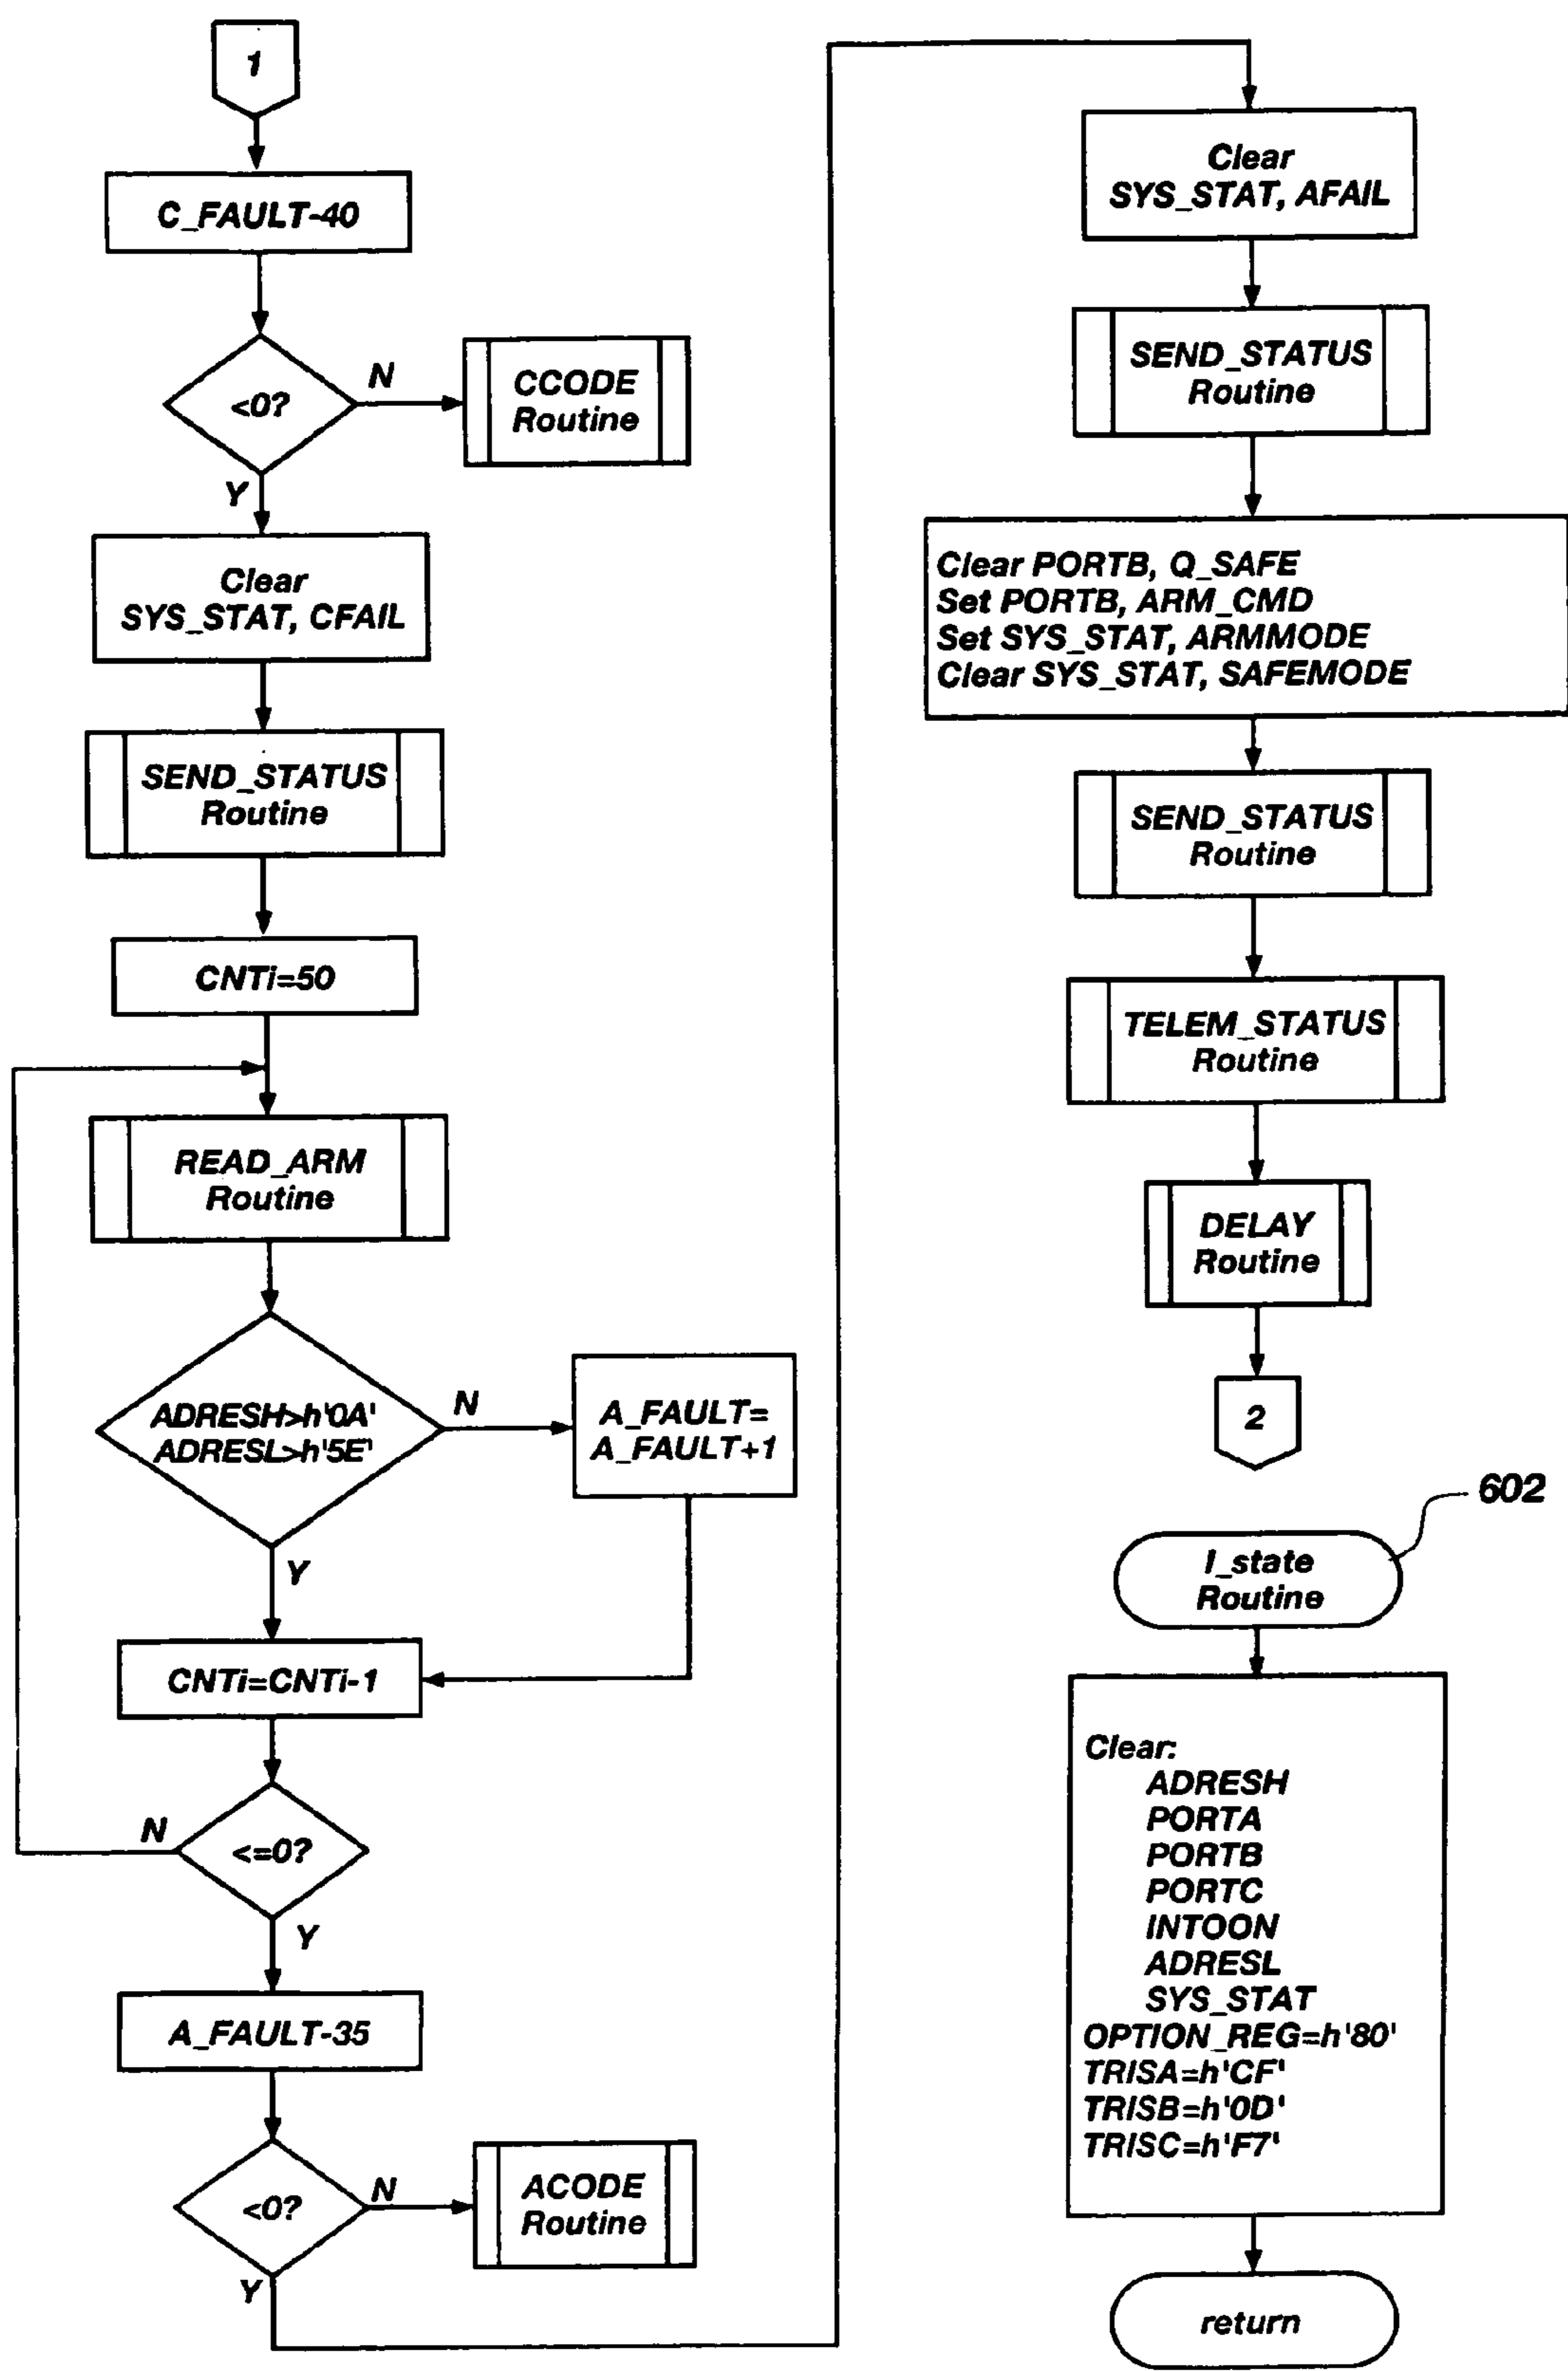 1
C_FAULT-40
<0?
N
CCODE
Routine
Y
Clear
SYS_STAT, CFAIL
SEND_STATUS
Routine
CNTi=50
READ_ARM
Routine
ADRESH>h'0A'
ADRESL>h'5E'
N
A_FAULT=
A_FAULT+1
Y
CNTi=CNTi-1
N
<=0?
Y
A_FAULT-35
<0?
N
ACODE
Routine
Y
Clear
SYS_STAT, AFAIL
SEND_STATUS
Routine
Clear PORTB, Q_SAFE
Set PORTB, ARM_CMD
Set SYS_STAT, ARMMODE
Clear SYS_STAT, SAFEMODE
SEND_STATUS
Routine
TELEM_STATUS
Routine
DELAY
Routine
2
602
I_state
Routine
Clear:
ADRESH
PORTA
PORTB
PORTC
INTOON
ADRESL
SYS_STAT
OPTION_REG=h'80'
TRISA=h'CF'
TRISB=h'0D'
TRISC=h'F7'
return